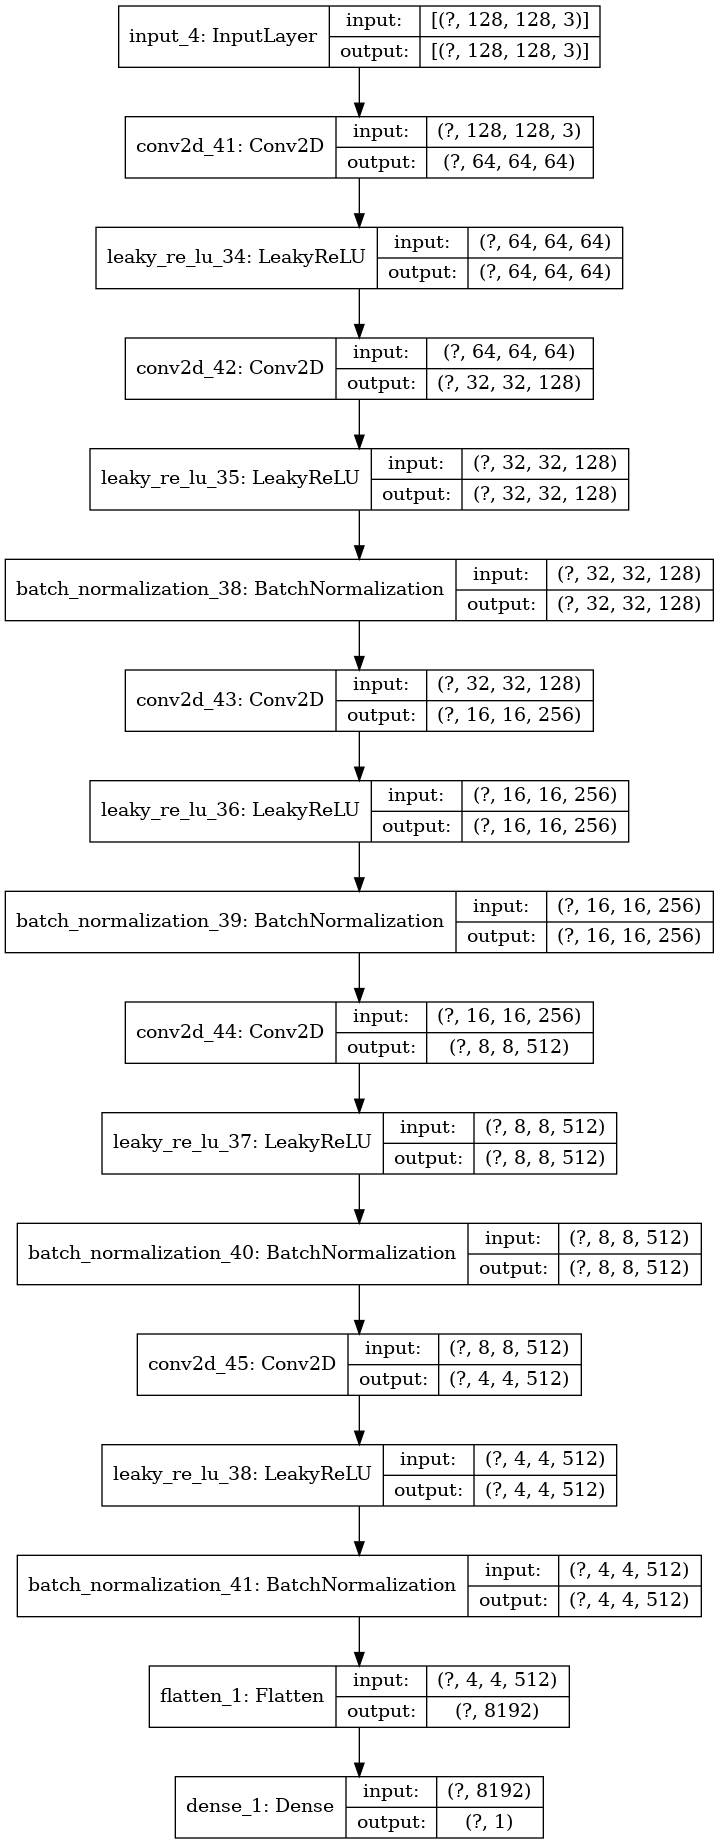 input_4: InputLayer
input: [(?, 128, 128, 3)]
output: [(?, 128, 128, 3)]
conv2d_41: Conv2D
input: (?, 128, 128, 3)
output: (?, 64, 64, 64)
leaky_re_lu_34: LeakyReLU
input: (?, 64, 64, 64)
output: (?, 64, 64, 64)
conv2d_42: Conv2D
input: (?, 64, 64, 64)
output: (?, 32, 32, 128)
leaky_re_lu_35: LeakyReLU
input: (?, 32, 32, 128)
output: (?, 32, 32, 128)
batch_normalization_38: BatchNormalization
input: (?, 32, 32, 128)
output: (?, 32, 32, 128)
conv2d_43: Conv2D
input: (?, 32, 32, 128)
output: (?, 16, 16, 256)
leaky_re_lu_36: LeakyReLU
input: (?, 16, 16, 256)
output: (?, 16, 16, 256)
batch_normalization_39: BatchNormalization
input: (?, 16, 16, 256)
output: (?, 16, 16, 256)
conv2d_44: Conv2D
input: (?, 16, 16, 256)
output: (?, 8, 8, 512)
leaky_re_lu_37: LeakyReLU
input: (?, 8, 8, 512)
output: (?, 8, 8, 512)
batch_normalization_40: BatchNormalization
input: (?, 8, 8, 512)
output: (?, 8, 8, 512)
conv2d_45: Conv2D
input: (?, 8, 8, 512)
output: (?, 4, 4, 512)
leaky_re_lu_38: LeakyReLU
input: (?, 4, 4, 512)
output: (?, 4, 4, 512)
batch_normalization_41: BatchNormalization
input: (?, 4, 4, 512)
output: (?, 4, 4, 512)
flatten_1: Flatten
input: (?, 4, 4, 512)
output: (?, 8192)
dense_1: Dense
input: (?, 8192)
output: (?, 1)